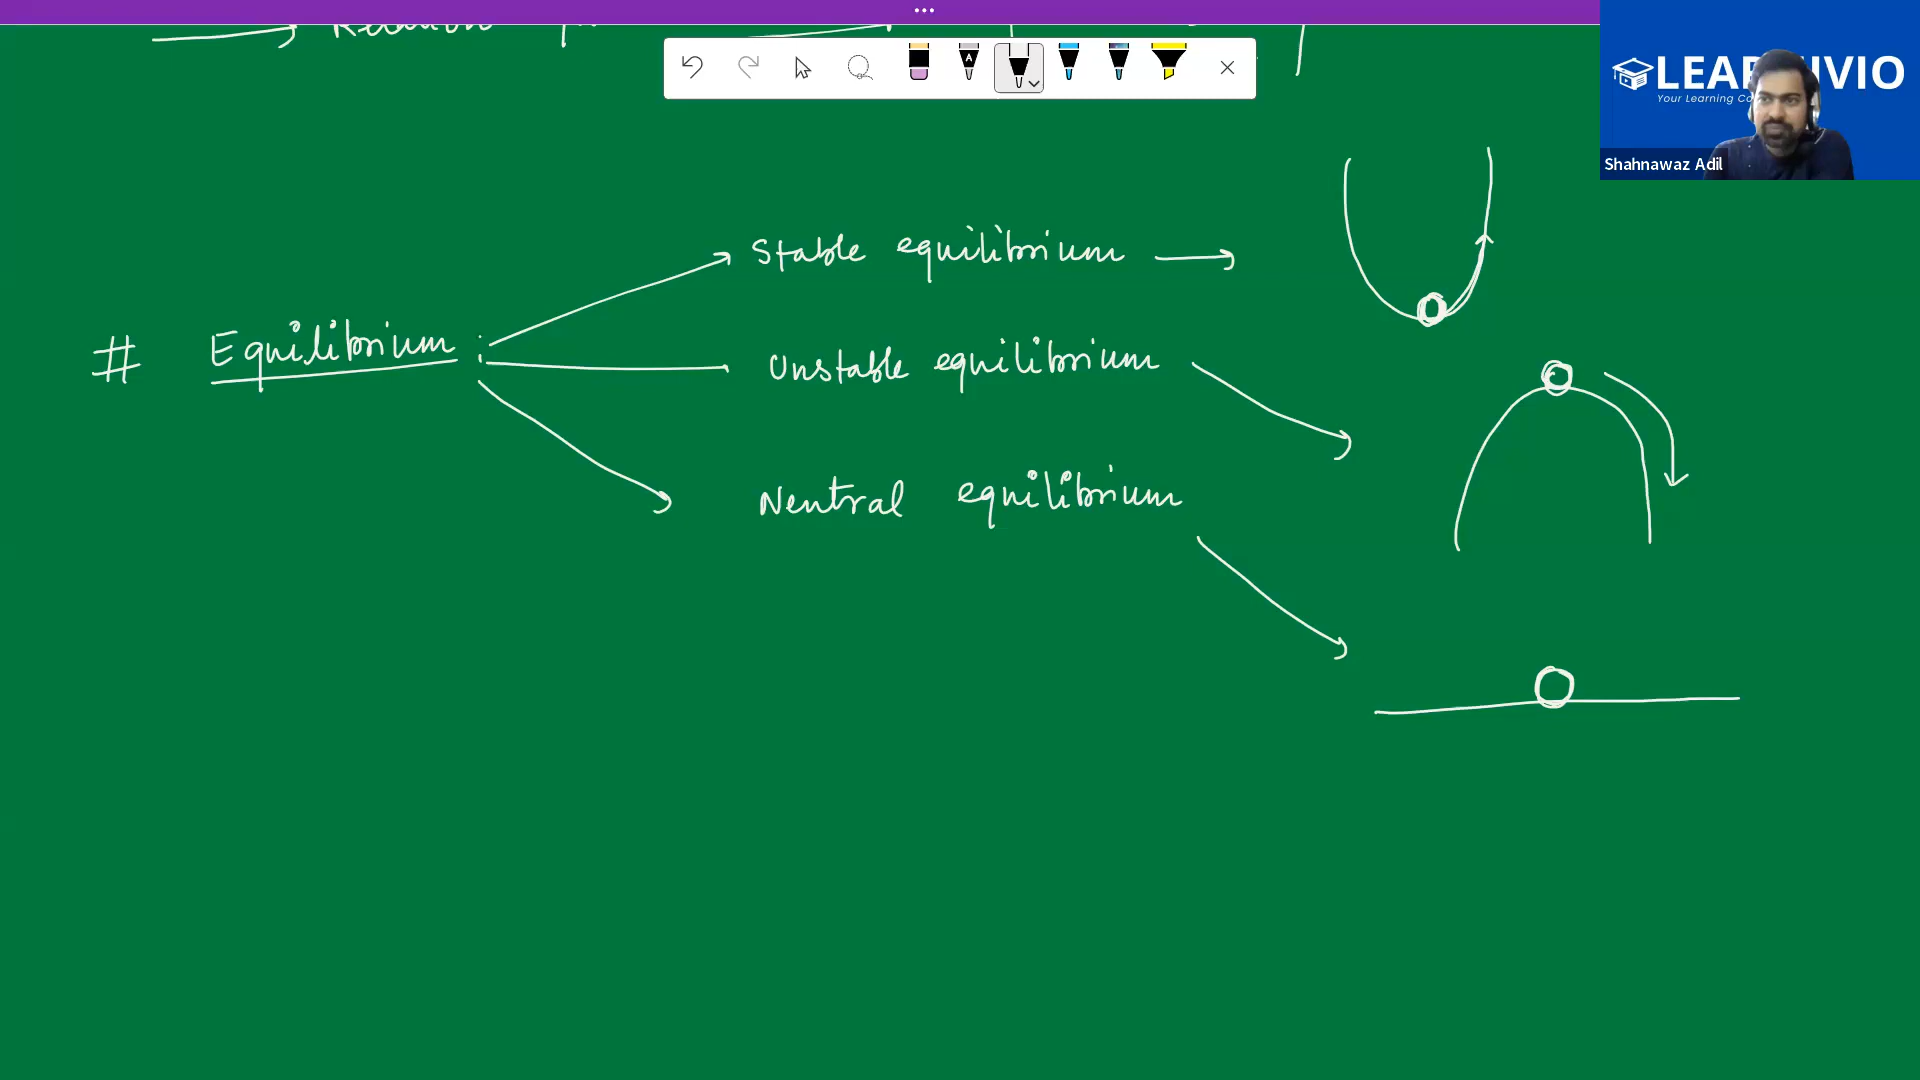 LEAR
VIO
Your Learning Co
Shahnawaz Adil
Stable equilibrium
# Equilibrium :
Unstable equilibrium
Neutral equilibrium